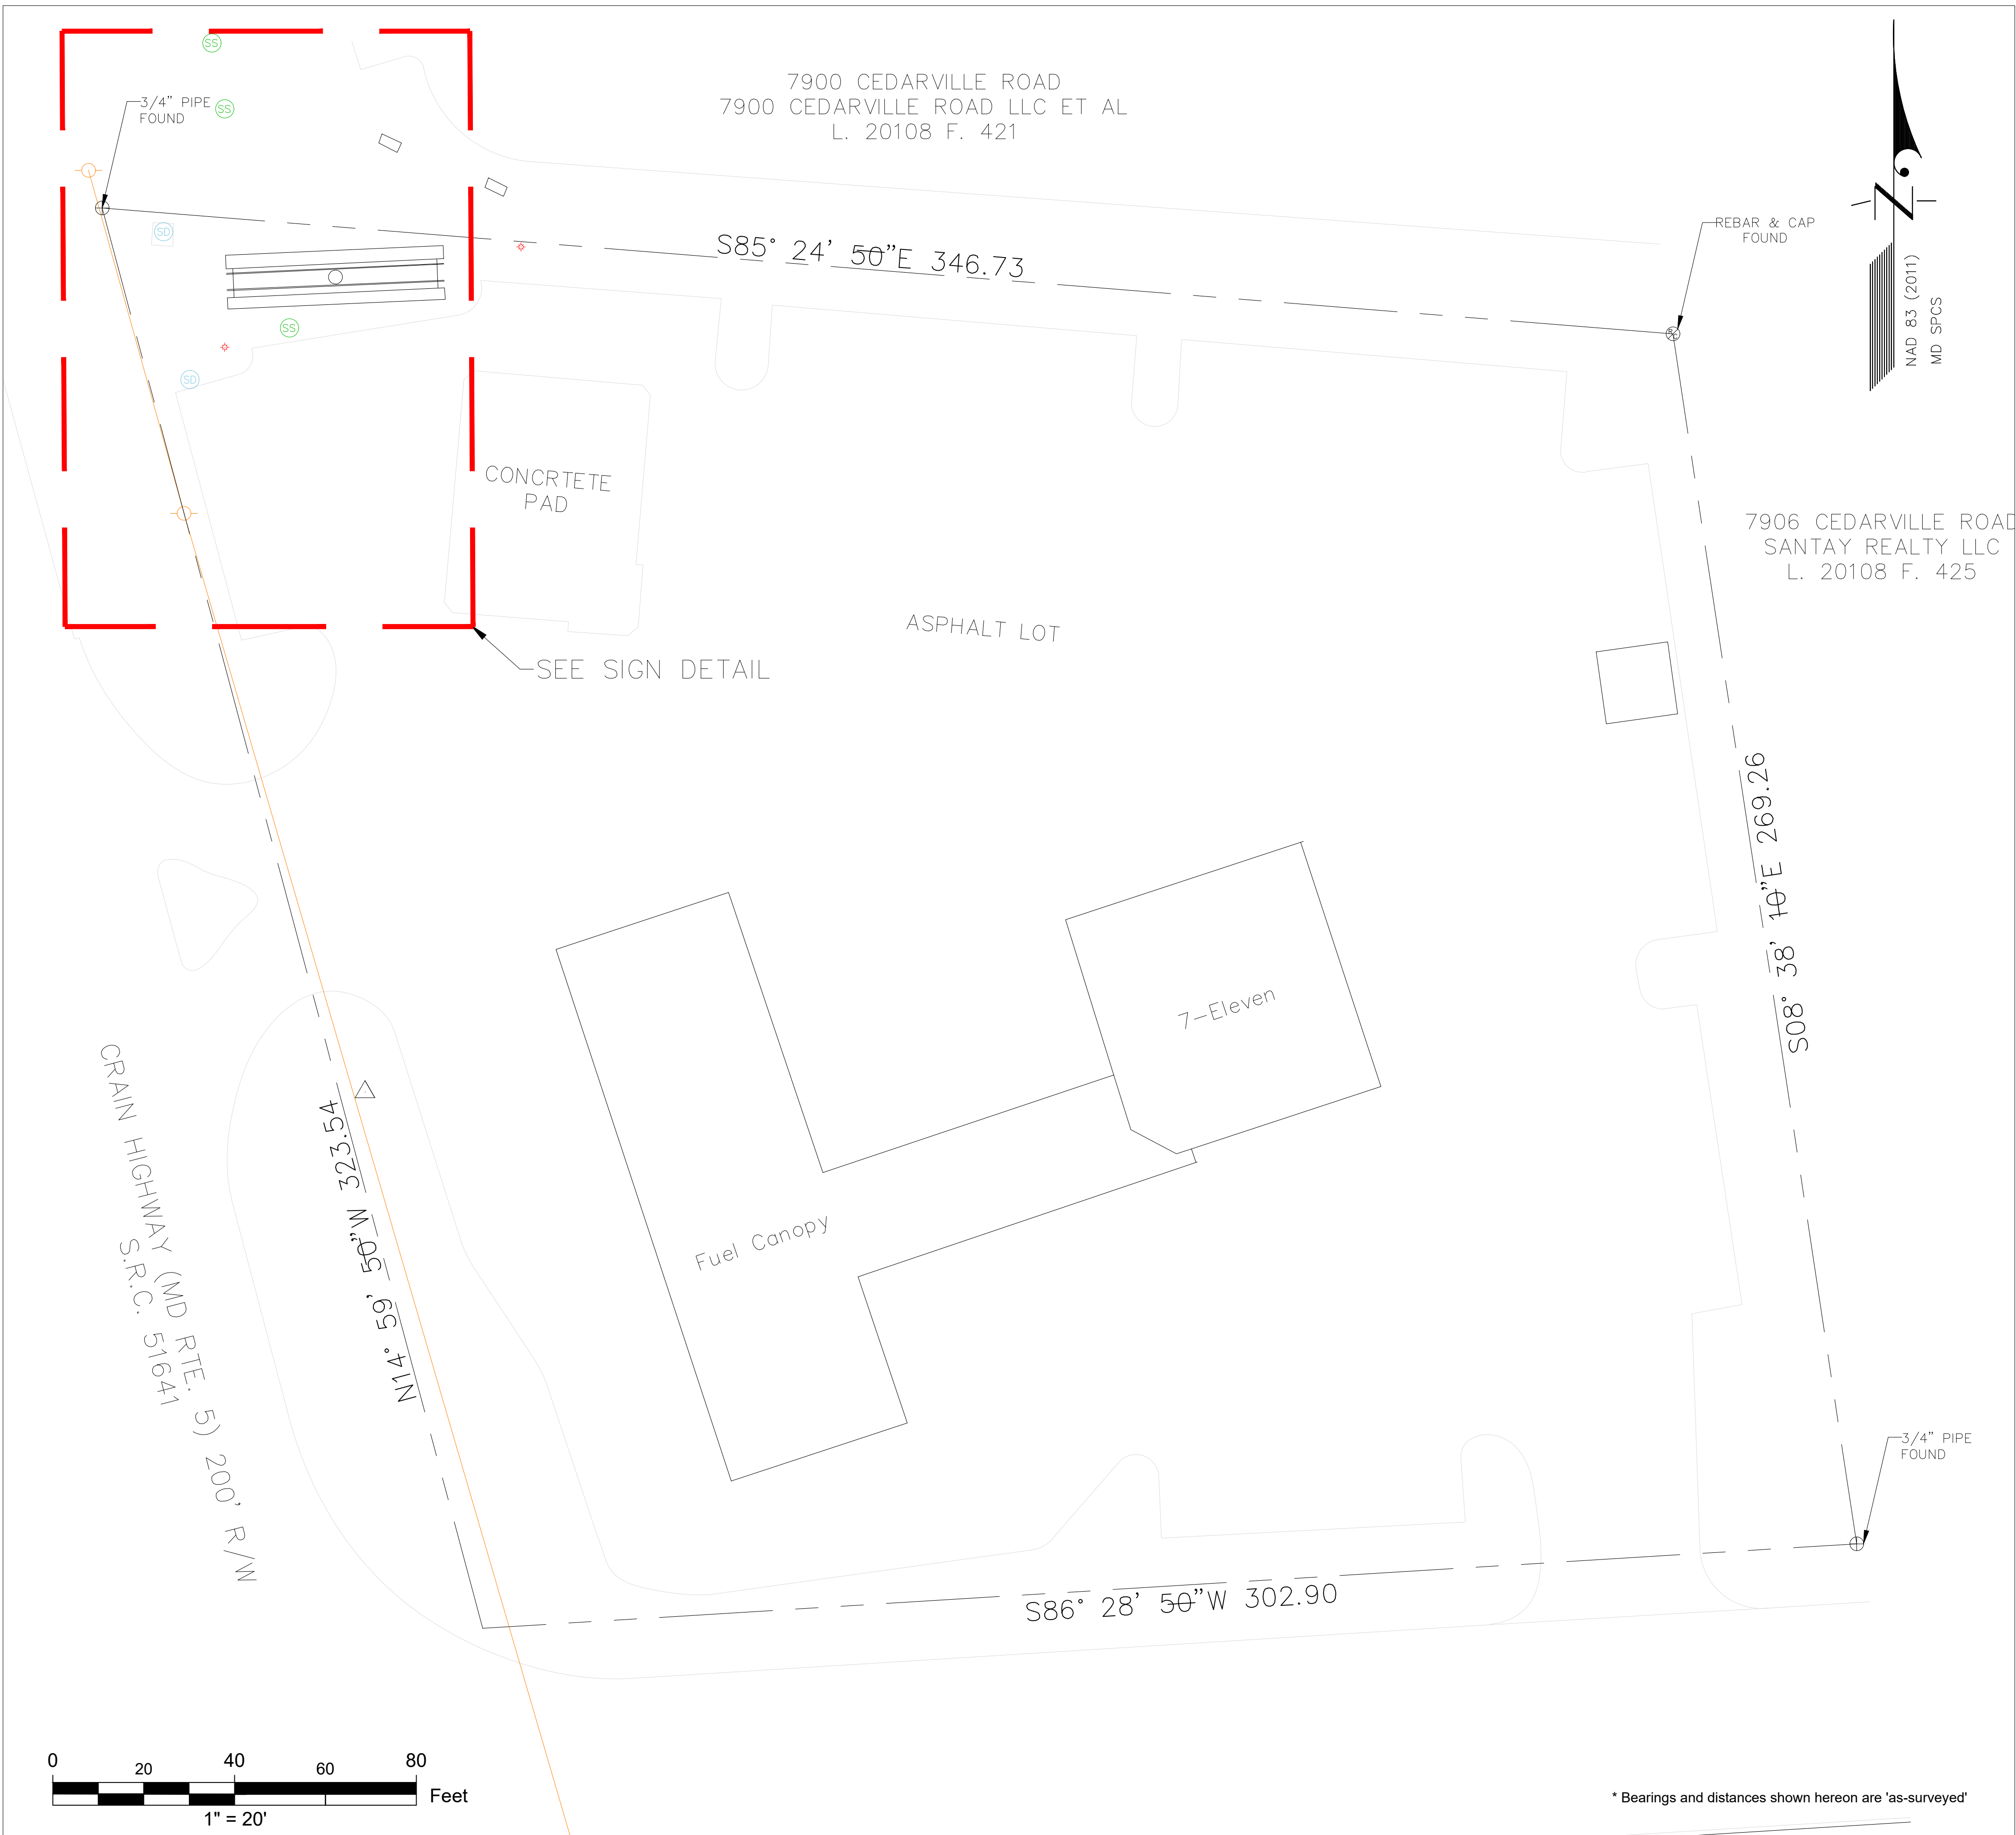 SS
7900 CEDARVILLE ROAD
7900 CEDARVILLE ROAD LLC ET AL
L. 20108 F. 421
3/4" PIPE
FOUND
SS
N
NAD 83 (2011)
MD SPCS
SD
REBAR & CAP
FOUND
S85° 24' 50"E 346.73
SS
SD
CONCRTETE
PAD
7906 CEDARVILLE ROAD
SANTAY REALTY LLC
L. 20108 F. 425
ASPHALT LOT
SEE SIGN DETAIL
S08° 38' 10"E 269.26
7-Eleven
Fuel Canopy
N14° 59' 50"W 323.54
CRAIN HIGHWAY (MD RTE. 5) 200' R/W
S.R.C. 51641
3/4" PIPE
FOUND
S86° 28' 50"W 302.90
0 20 40 60 80
Feet
1" = 20'
* Bearings and distances shown hereon are 'as-surveyed'